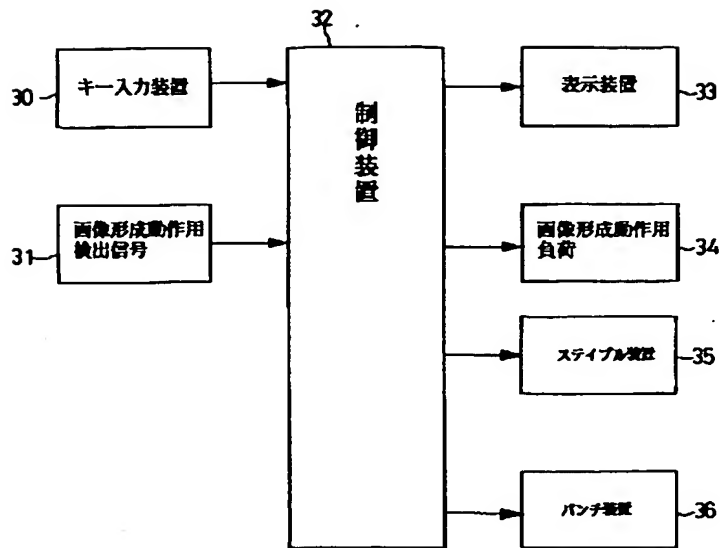 32
30
キー入力装置
制御装置
表示装置
33
31
画像形成動作用
検出信号
画像形成動作用
負荷
34
ステイプル装置
35
パンチ装置
36